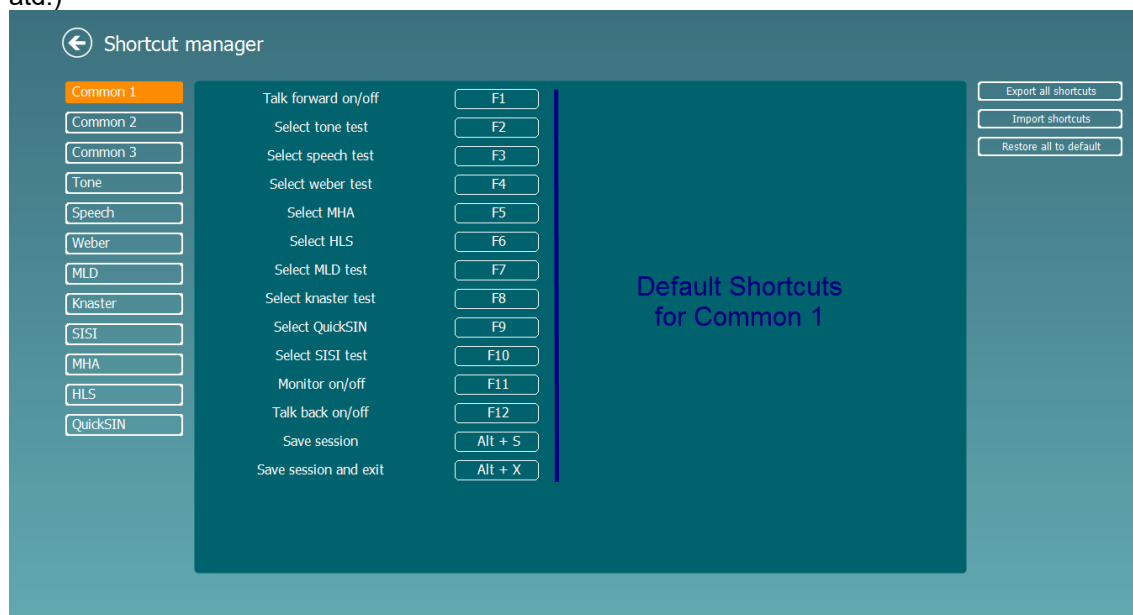 atd.)
Shortcut manager
Common 1
Common 2
Common 3
Tone
Speech
Weber
MLD
Knaster
SISI
MHA
HLS
QuickSIN
Talk forward on/off F1
Select tone test F2
Select speech test F3
Select weber test F4
Select MHA F5
Select HLS F6
Select MLD test F7
Select knaster test F8
Select QuickSIN F9
Select SISI test F10
Monitor on/off F11
Talk back on/off F12
Save session Alt + S
Save session and exit Alt + X
Default Shortcuts
for Common 1
Export all shortcuts
Import shortcuts
Restore all to default